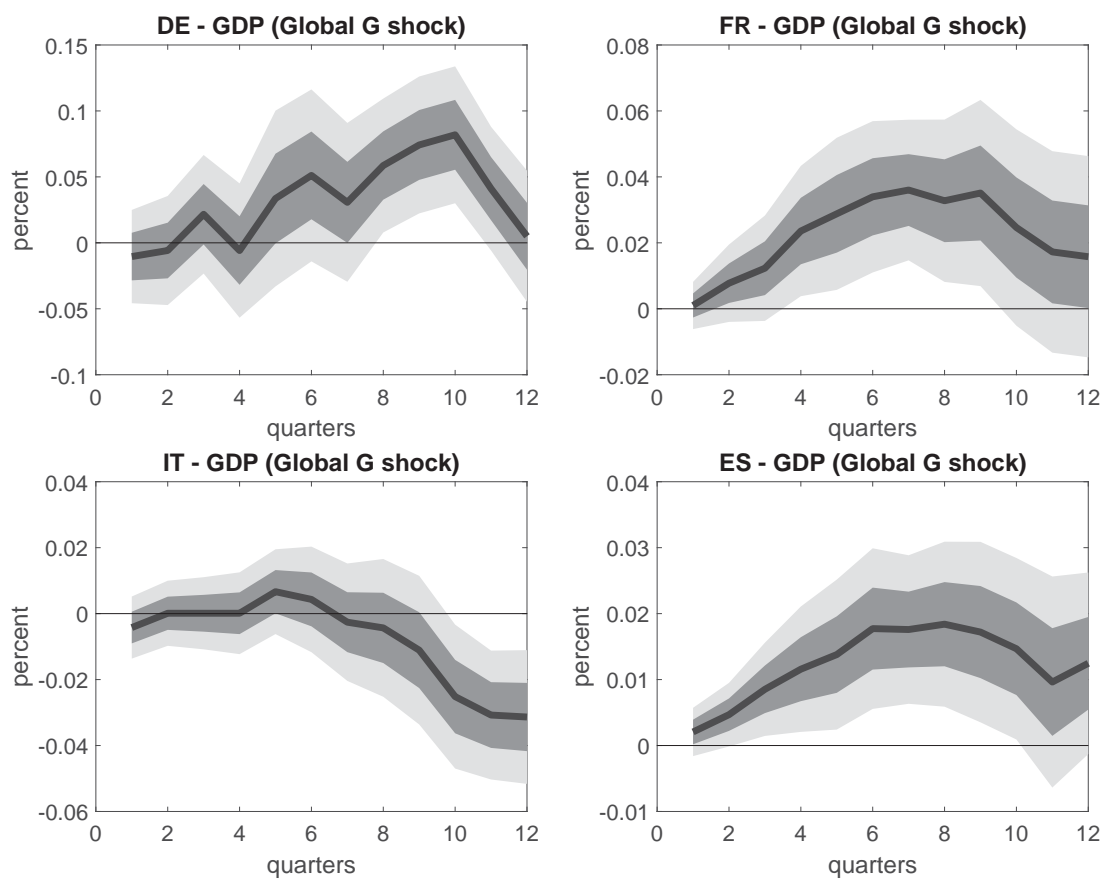 DE - GDP (Global G shock)
0.15
0.1
0.05
0
-0.05
-0.1
percent
0 2 4 6 8 10 12
quarters
FR - GDP (Global G shock)
0.08
0.06
0.04
0.02
0
-0.02
percent
0 2 4 6 8 10 12
quarters
IT - GDP (Global G shock)
0.04
0.02
0
-0.02
-0.04
-0.06
percent
0 2 4 6 8 10 12
quarters
ES - GDP (Global G shock)
0.04
0.03
0.02
0.01
0
-0.01
percent
0 2 4 6 8 10 12
quarters